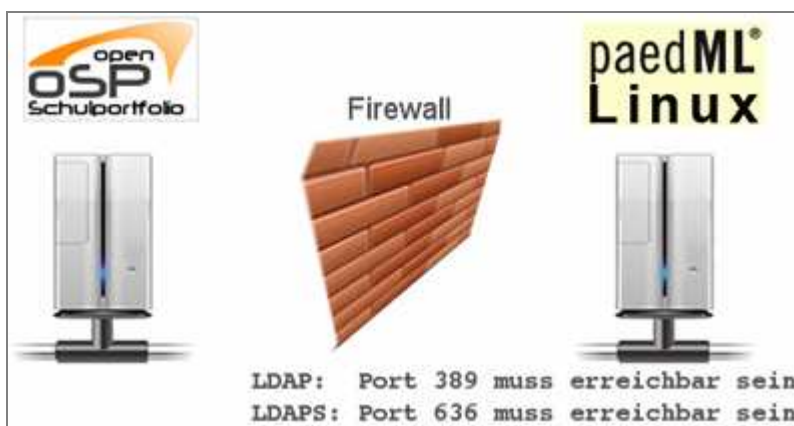 open
oSP
Schulportfolio
paedML®
Linux
Firewall
LDAP: Port 389 muss erreichbar sein
LDAPS: Port 636 muss erreichbar sein